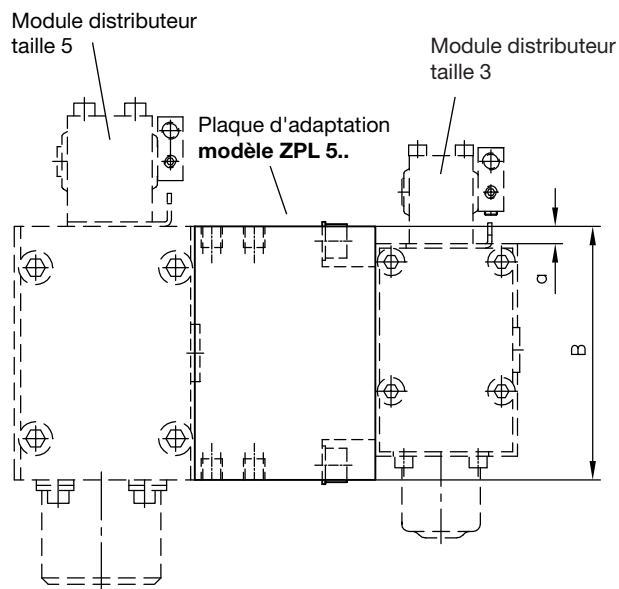 Module distributeur
taille 5
Module distributeur
taille 3
Plaque d'adaptation
modèle ZPL 5..
a
B